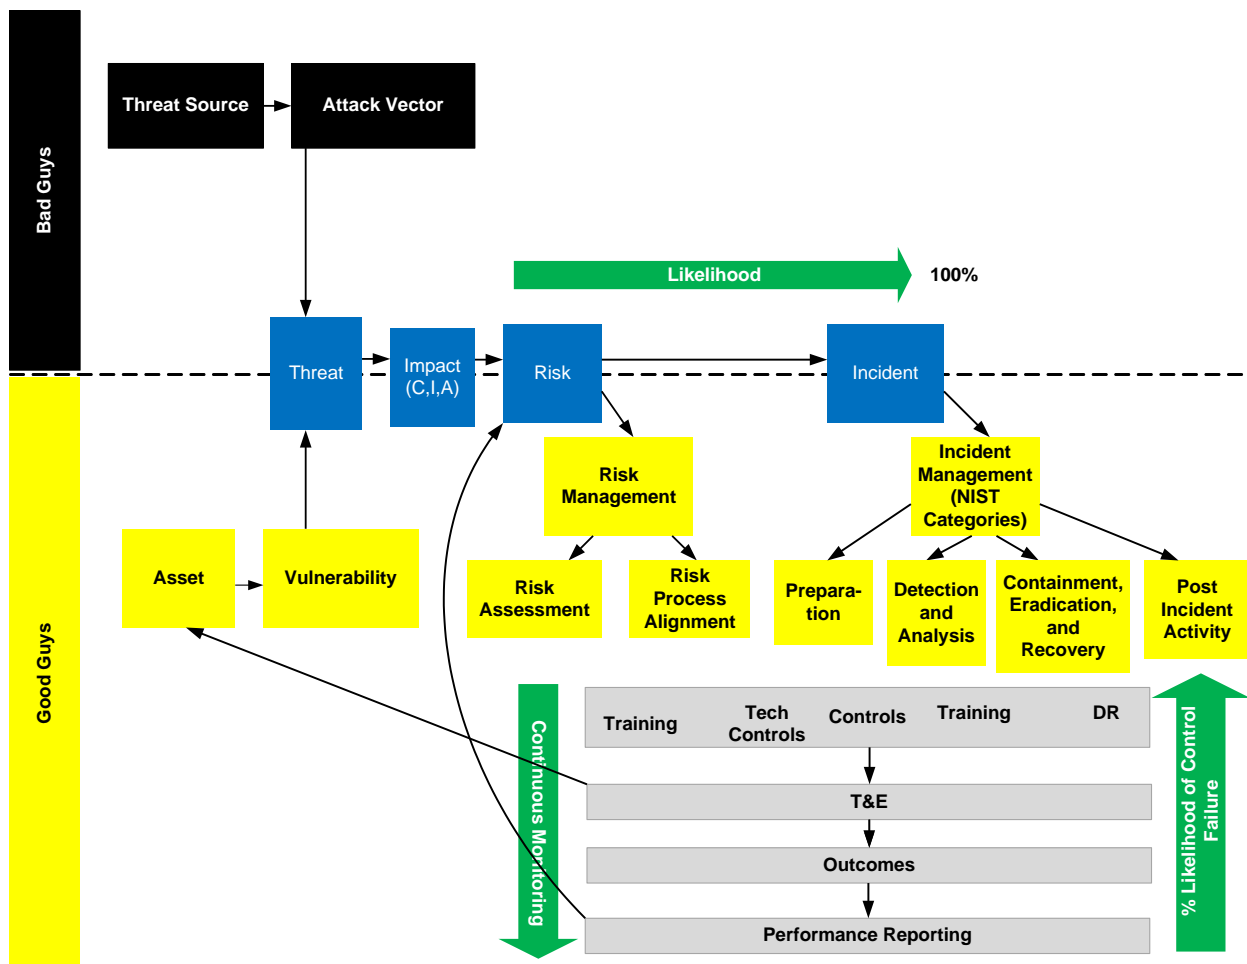 Bad Guys
Threat Source
Attack Vector
Likelihood
100%
Threat
Impact
(C,I,A)
Risk
Incident
Good Guys
Asset
Vulnerability
Risk
Management
Risk
Assessment
Risk
Process
Alignment
Incident
Management
(NIST
Categories)
Prepara-
tion
Detection
and
Analysis
Containment,
Eradication,
and
Recovery
Post
Incident
Activity
Continuous Monitoring
Training
Tech
Controls
Controls
Training
DR
T&E
Outcomes
Performance Reporting
% Likelihood of Control
Failure